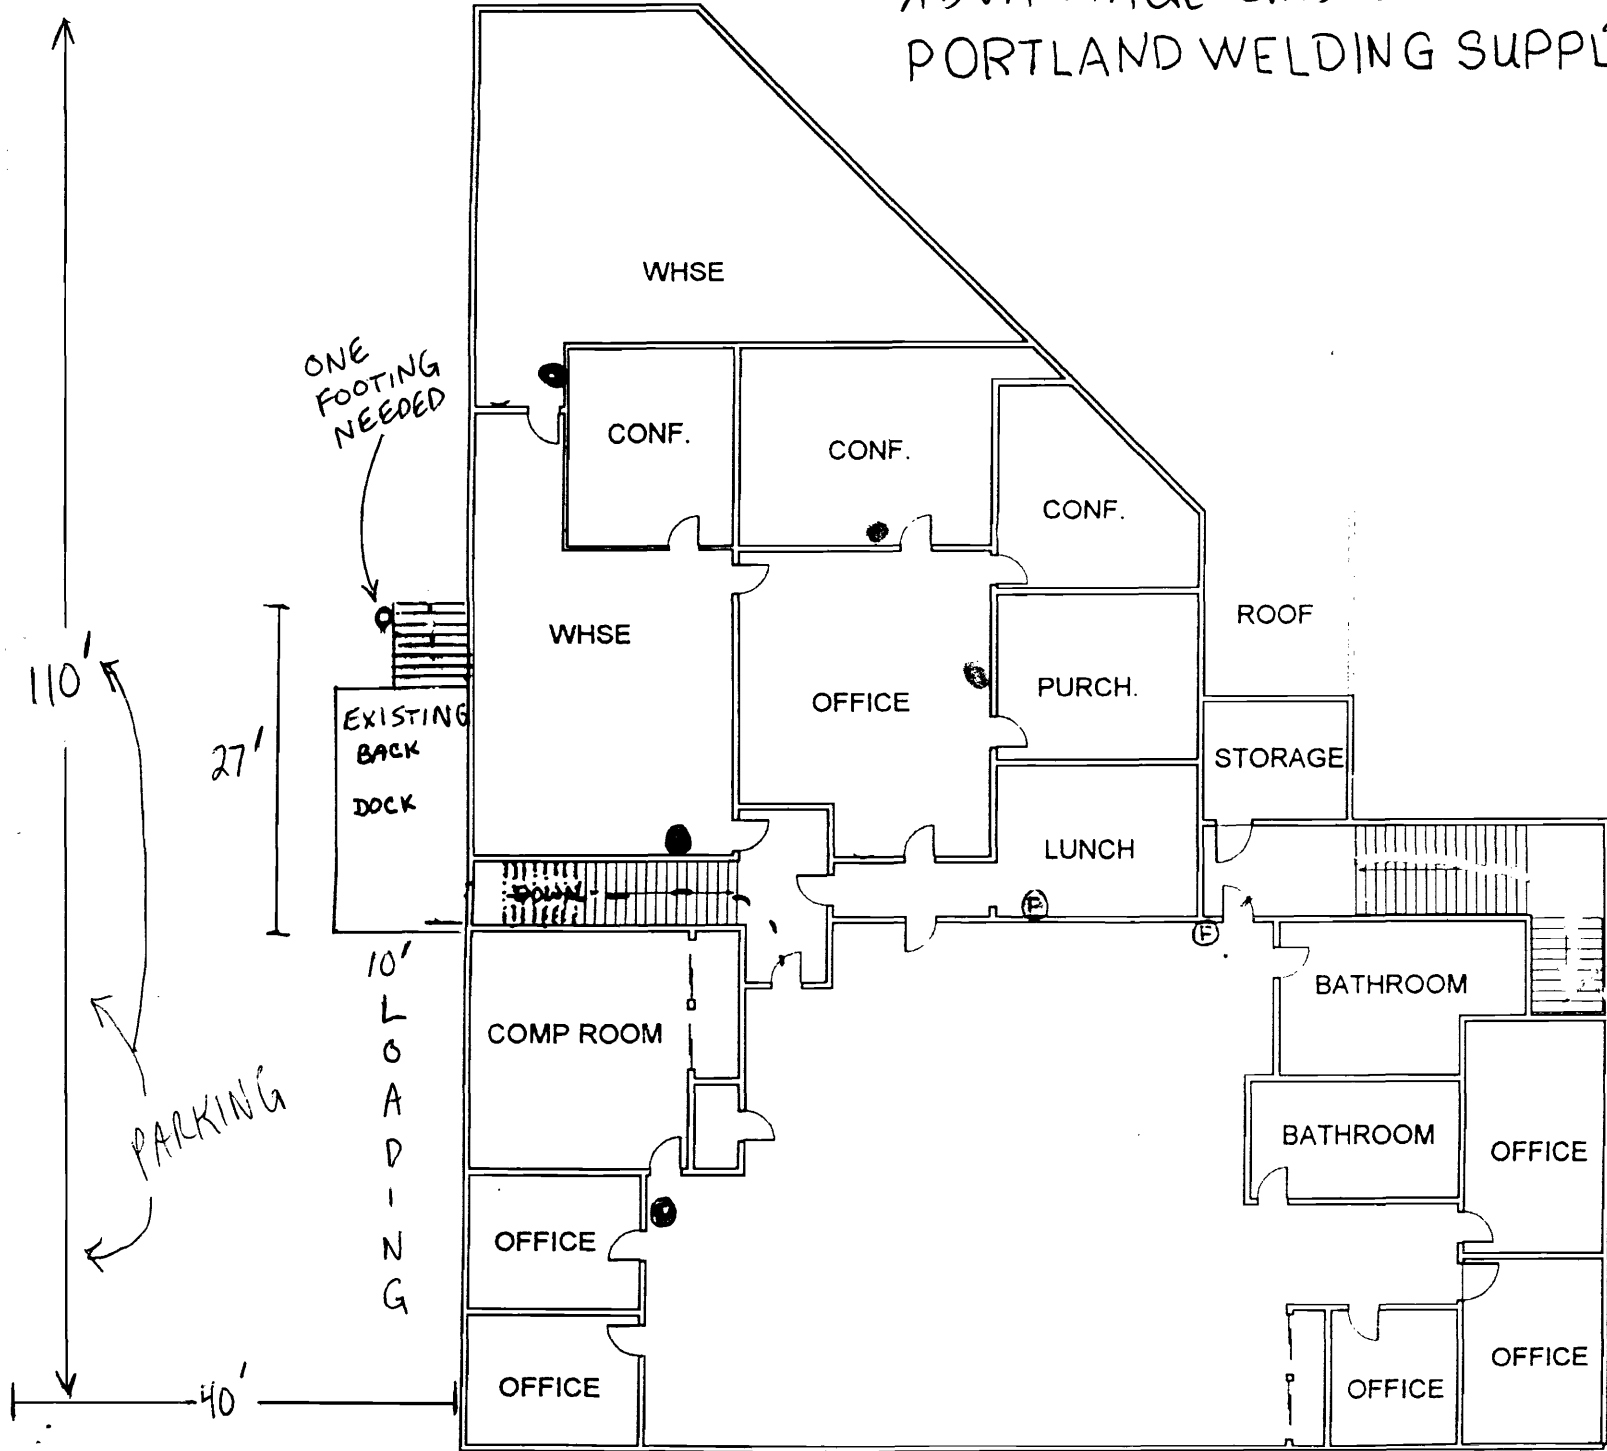 PORTLAND WELDING SUPPL
WHSE
ONE
FOOTING
NEEDED
CONF.
CONF.
CONF.
ROOF
WHSE
110'
OFFICE
PURCH.
EXISTING
BACK
DOCK
27'
STORAGE
LUNCH
DOWN
F
F
10'
LOADING
BATHROOM
COMP ROOM
PARKING
BATHROOM
OFFICE
OFFICE
OFFICE
40'
OFFICE
OFFICE